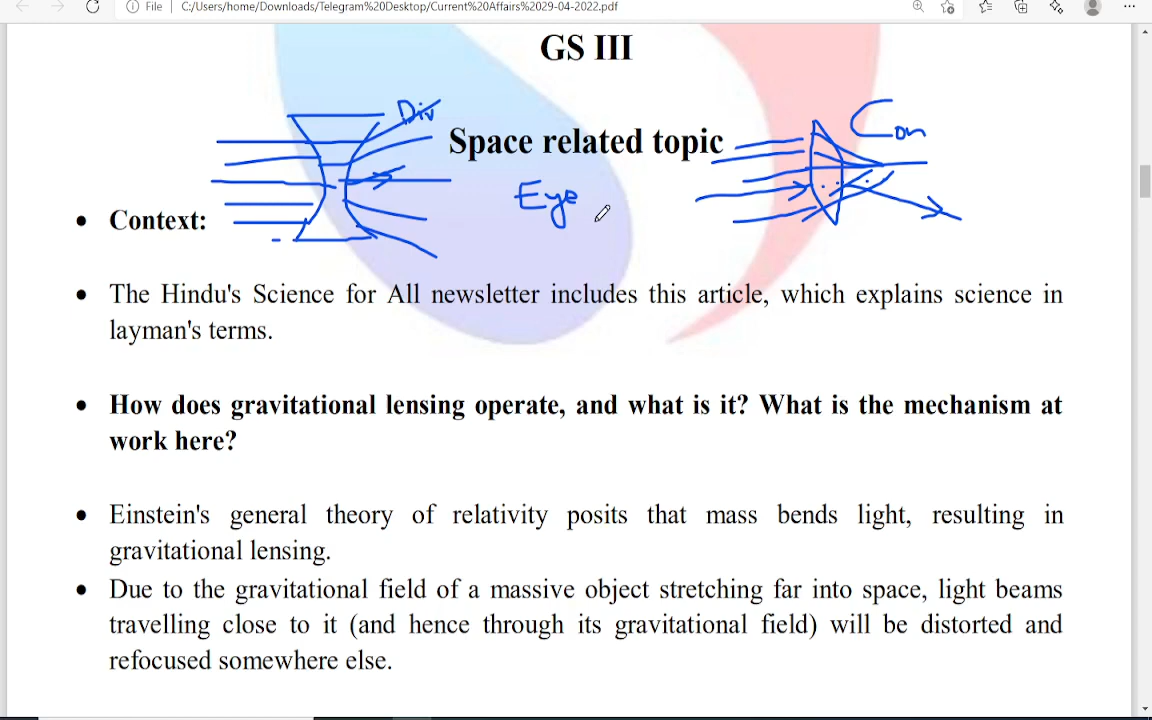 File C:/Users/home/Downloads/Telegram%20Desktop/Current%20Affairs%2029-04-2022.pdf
GS III
Div
Con
Space related topic
Eye
• Context:
• The Hindu's Science for All newsletter includes this article, which explains science in
layman's terms.
• How does gravitational lensing operate, and what is it? What is the mechanism at
work here?
• Einstein's general theory of relativity posits that mass bends light, resulting in
gravitational lensing.
• Due to the gravitational field of a massive object stretching far into space, light beams
travelling close to it (and hence through its gravitational field) will be distorted and
refocused somewhere else.